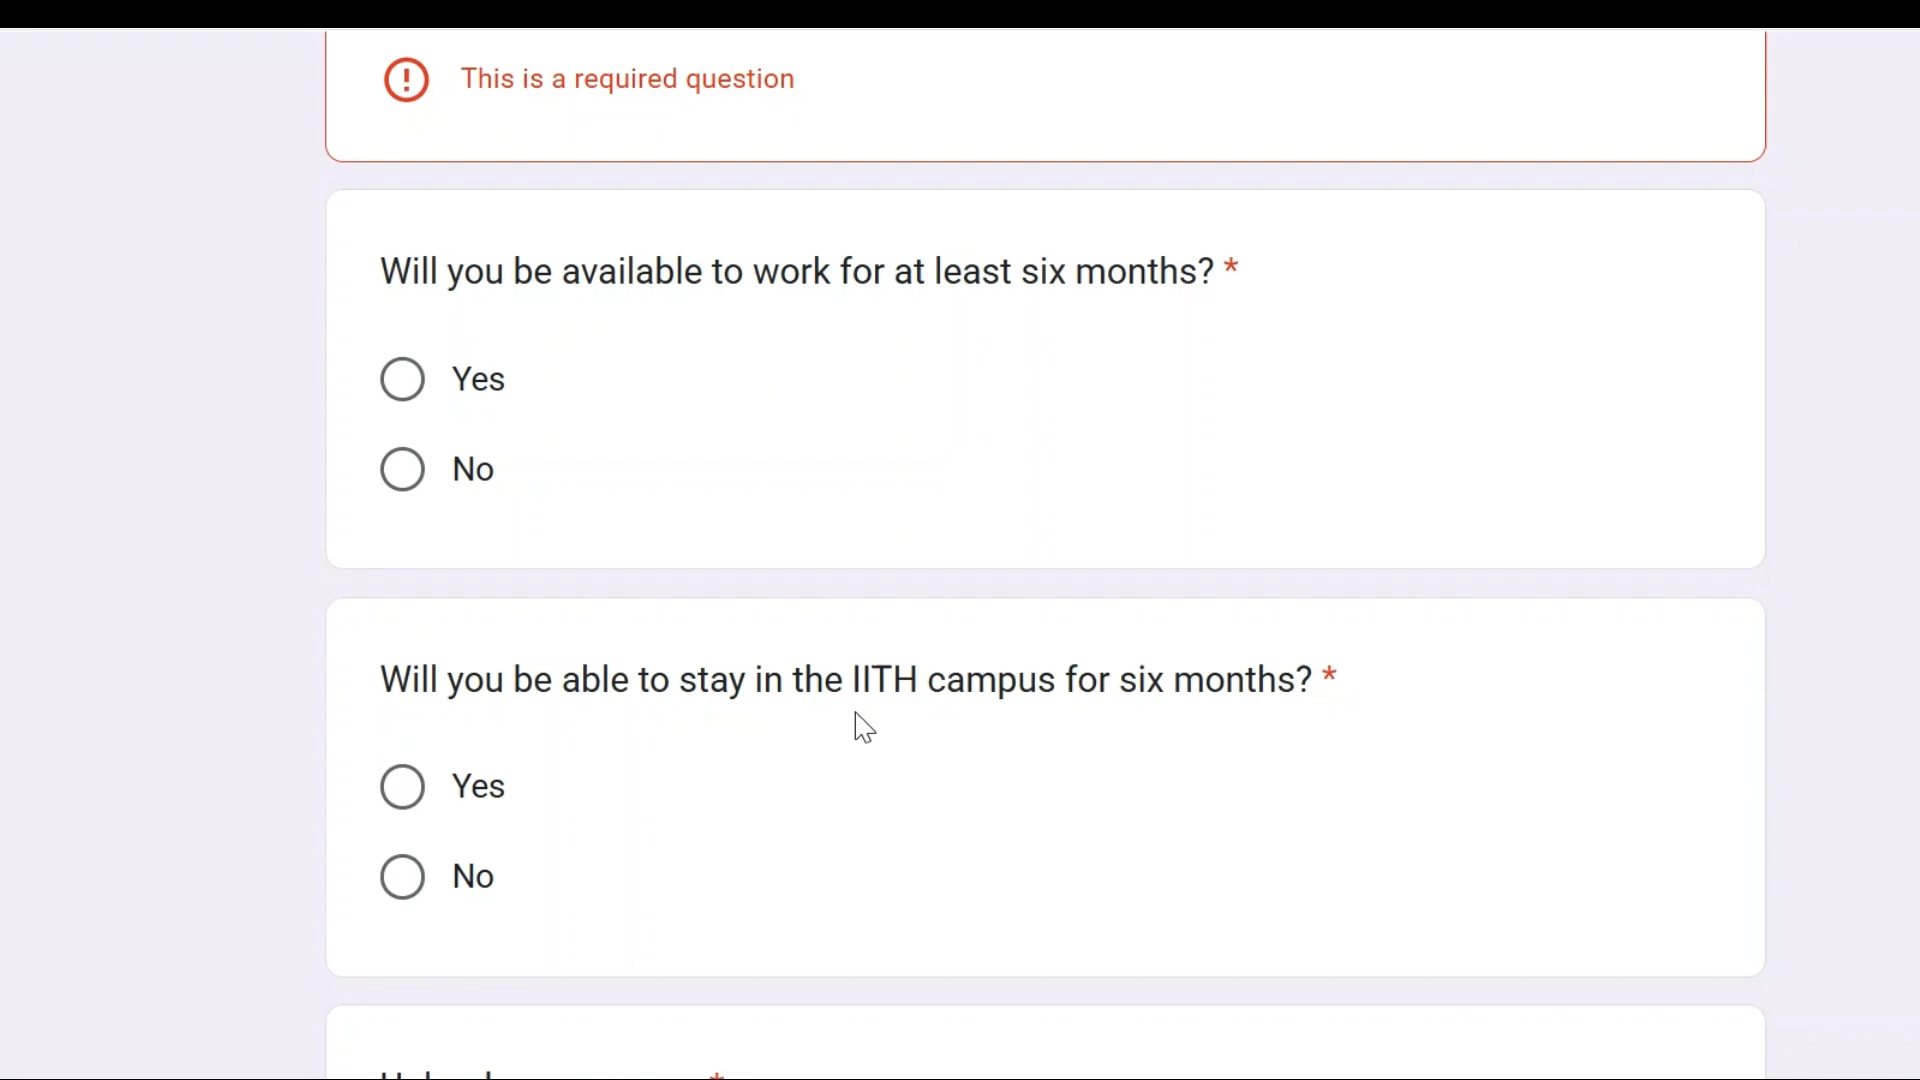 This is a required question
Will you be available to work for at least six months? *
Yes
No
Will you be able to stay in the IITH campus for six months? *
Yes
No